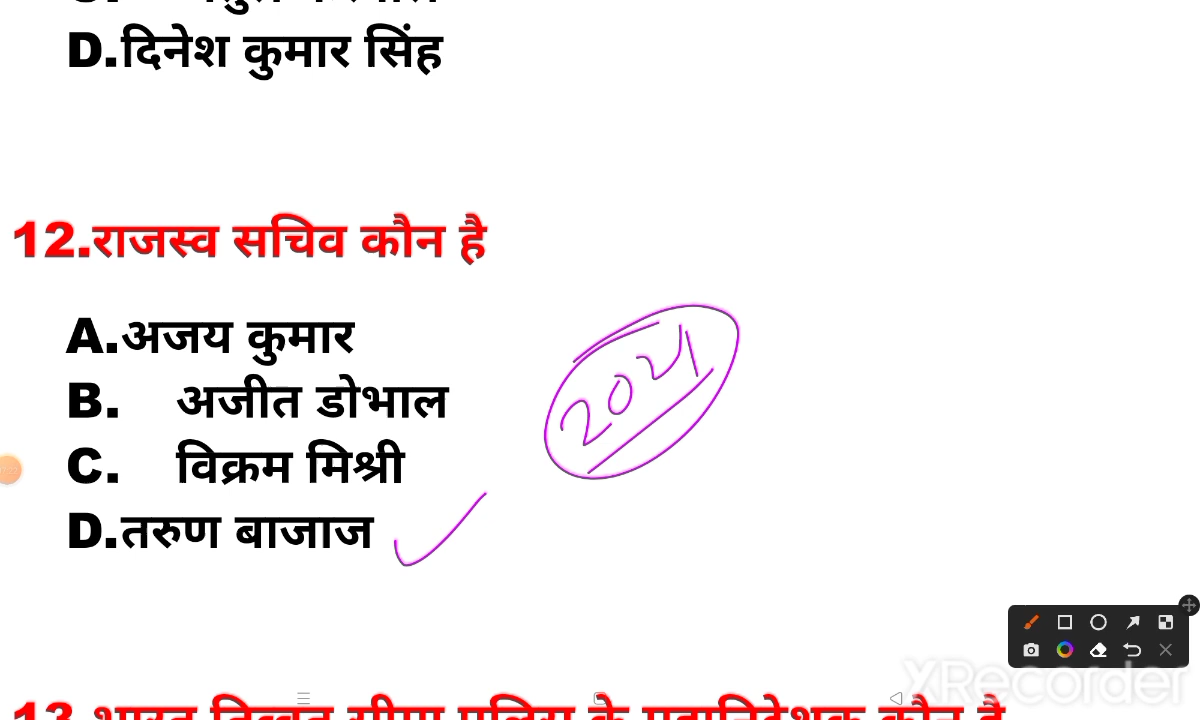 D.दिनेश कुमार सिंह
12.राजस्व सचिव कौन है
A.अजय कुमार
B. अजीत डोभाल
C. विक्रम मिश्री
D.तरुण बाजाज
2021
XRecorder